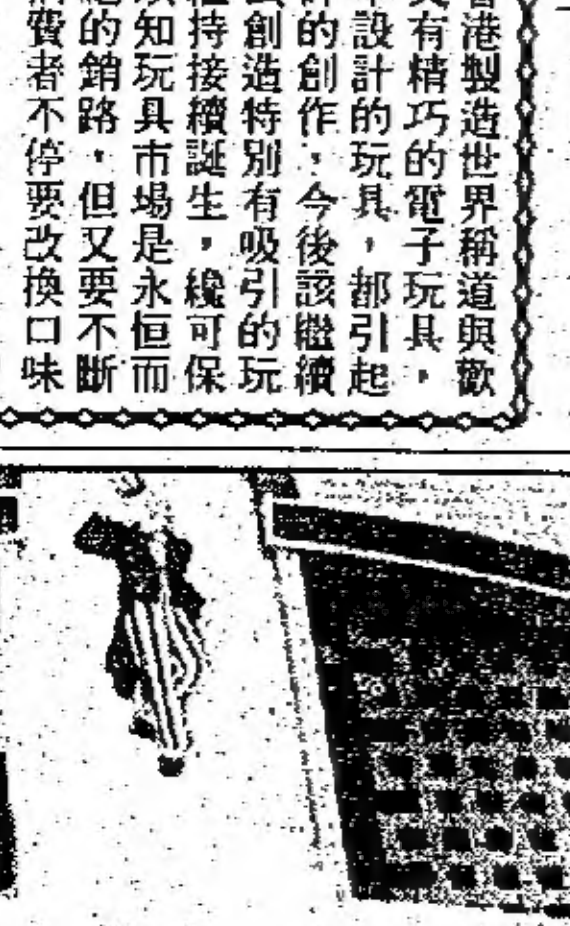 香港製造世界稱道與歡
又有精巧的電子玩具，
設計的玩具，都引起
的創作，今後該繼續
創造特別有吸引的玩
持接續誕生，纔可保
知玩具市場是永恒而
的銷路，但又要不斷
費者不停要改換口味